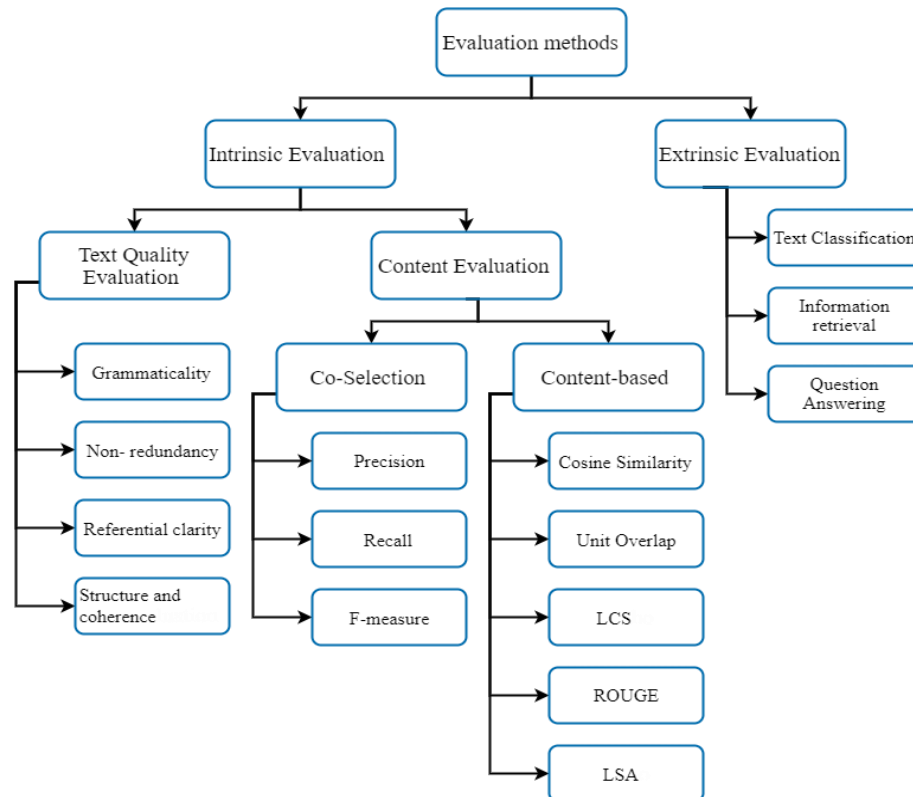 Evaluation methods
Intrinsic Evaluation
Extrinsic Evaluation
Text Quality
Evaluation
Content Evaluation
Text Classification
Information
retrieval
Question
Answering
Grammaticality
Non- redundancy
Referential clarity
Structure and
coherence
Co-Selection
Precision
Recall
F-measure
Content-based
Cosine Similarity
Unit Overlap
LCS
ROUGE
LSA